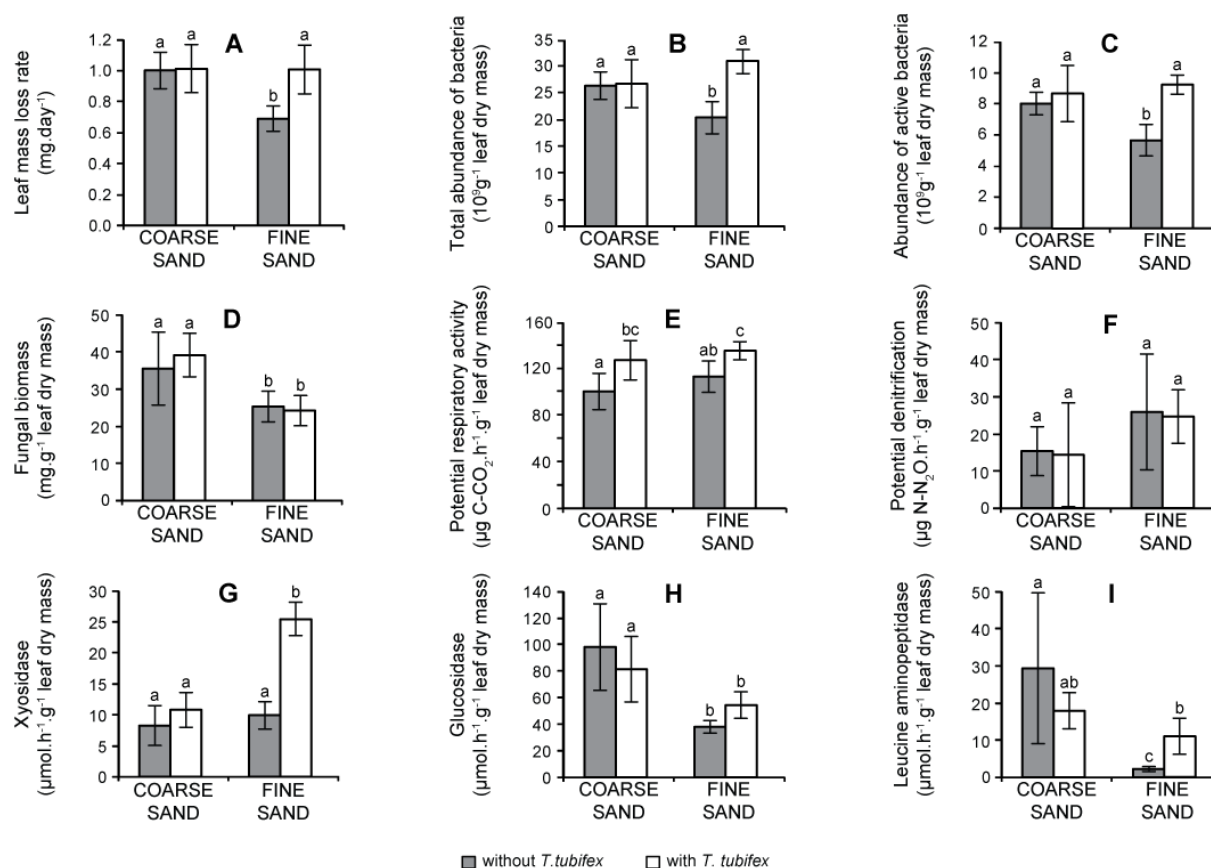 A
Leaf mass loss rate
(mg.day⁻¹)
1.2
1.0
0.8
0.6
0.4
0.2
0.0
a
a
b
a
COARSE
SAND
FINE
SAND
B
Total abundance of bacteria
(10⁹g⁻¹ leaf dry mass)
35
30
25
20
15
10
5
0
a
a
b
a
COARSE
SAND
FINE
SAND
C
Abundance of active bacteria
(10⁹g⁻¹ leaf dry mass)
12
10
8
6
4
2
0
a
a
b
a
COARSE
SAND
FINE
SAND
D
Fungal biomass
(mg.g⁻¹ leaf dry mass)
50
40
30
20
10
0
a
a
b
b
COARSE
SAND
FINE
SAND
E
Potential respiratory activity
(µg C-CO₂.h⁻¹.g⁻¹ leaf dry mass)
160
120
80
40
0
a
bc
ab
c
COARSE
SAND
FINE
SAND
F
Potential denitrification
(µg N-N₂O.h⁻¹.g⁻¹ leaf dry mass)
50
40
30
20
10
0
a
a
a
a
COARSE
SAND
FINE
SAND
G
Xyosidase
(µmol.h⁻¹.g⁻¹ leaf dry mass)
30
25
20
15
10
5
0
a
a
a
b
COARSE
SAND
FINE
SAND
H
Glucosidase
(µmol.h⁻¹.g⁻¹ leaf dry mass)
140
120
100
80
60
40
20
0
a
a
b
b
COARSE
SAND
FINE
SAND
I
Leucine aminopeptidase
(µmol.h⁻¹.g⁻¹ leaf dry mass)
50
40
30
20
10
0
a
ab
c
b
COARSE
SAND
FINE
SAND
without T.tubifex
with T. tubifex